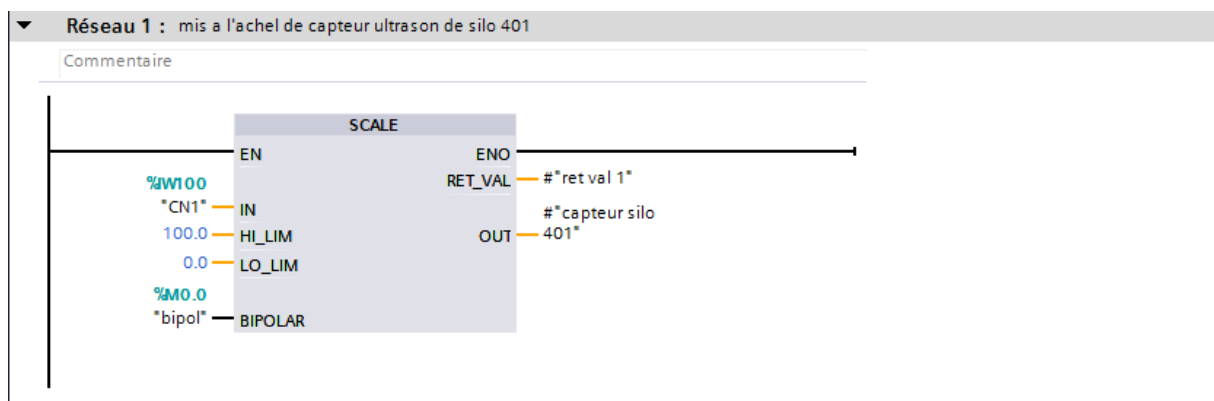 Réseau 1 : mis a l'achel de capteur ultrason de silo 401
Commentaire
SCALE
EN ENO
%IW100
"CN1" IN
RET_VAL #"ret val 1"
100.0 HI_LIM
#"capteur silo
OUT 401"
0.0 LO_LIM
%M0.0
"bipol" BIPOLAR